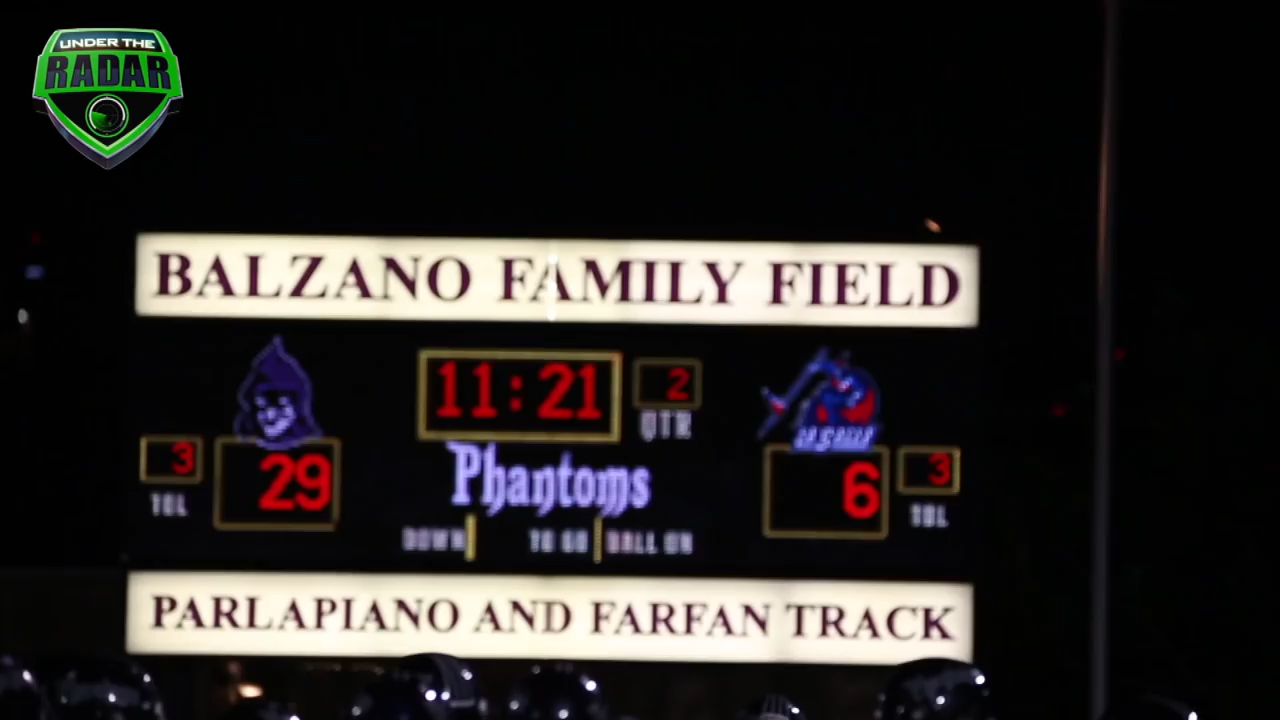 UNDER THE
RADAR
BALZANO FAMILY FIELD
11:21
2
QTR
3
TOL
29
Phantoms
6
3
TOL
DOWN
TO GO
BALL ON
PARLAPIANO AND FARFAN TRACK